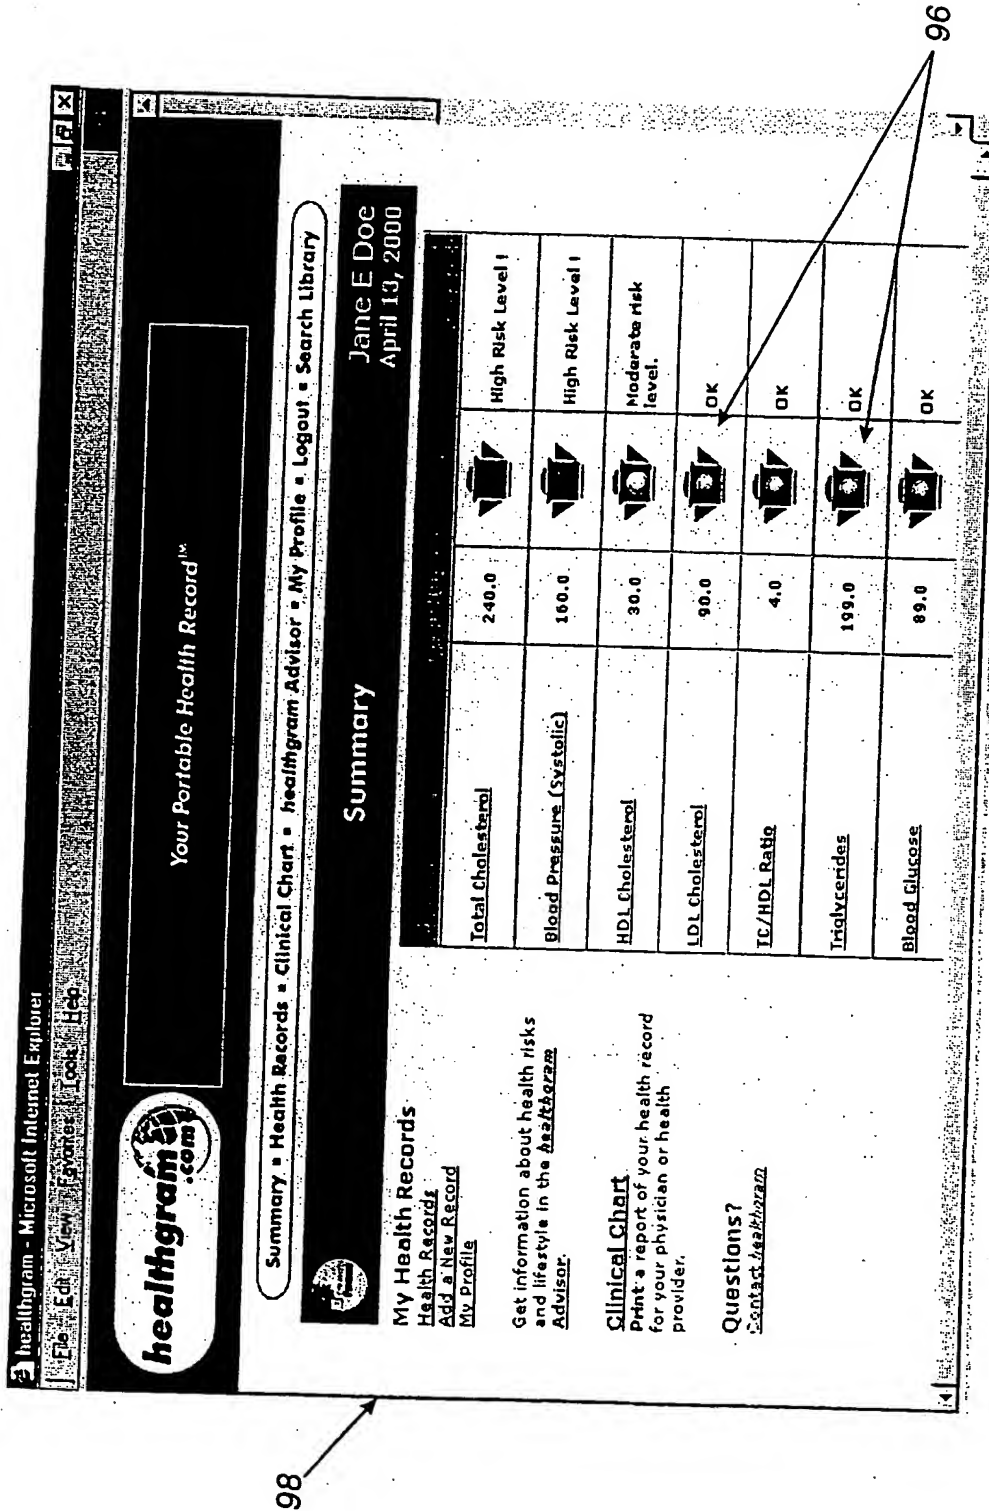 healthgram - Microsoft Internet Explorer
File Edit View Favorites Tools Help
healthgram
.com
Your Portable Health Record™
Summary ▪ Health Records ▪ Clinical Chart ▪ healthgram Advisor ▪ My Profile ▪ Logout ▪ Search Library
Summary
Jane E Doe
April 13, 2000
My Health Records
Health Records
Add a New Record
My Profile
Get information about health risks
and lifestyle in the healthgram
Advisor.
Clinical Chart
Print a report of your health record
for your physician or health
provider.
Questions?
Contact healthgram
Total Cholesterol 240.0 High Risk Level !
Blood Pressure (Systolic) 160.0 High Risk Level !
HDL Cholesterol 30.0 Moderate risk
level.
LDL Cholesterol 90.0 OK
TC/HDL Ratio 4.0 OK
Triglycerides 199.0 OK
Blood Glucose 89.0 OK
98
96